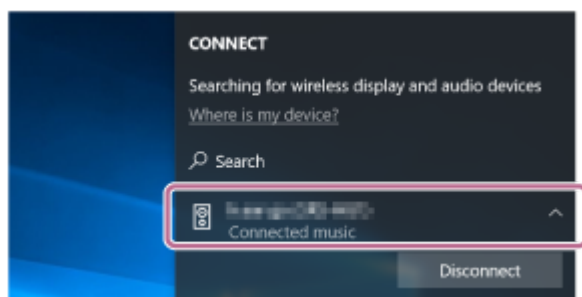 CONNECT
Searching for wireless display and audio devices
Where is my device?
Search
Connected music
Disconnect